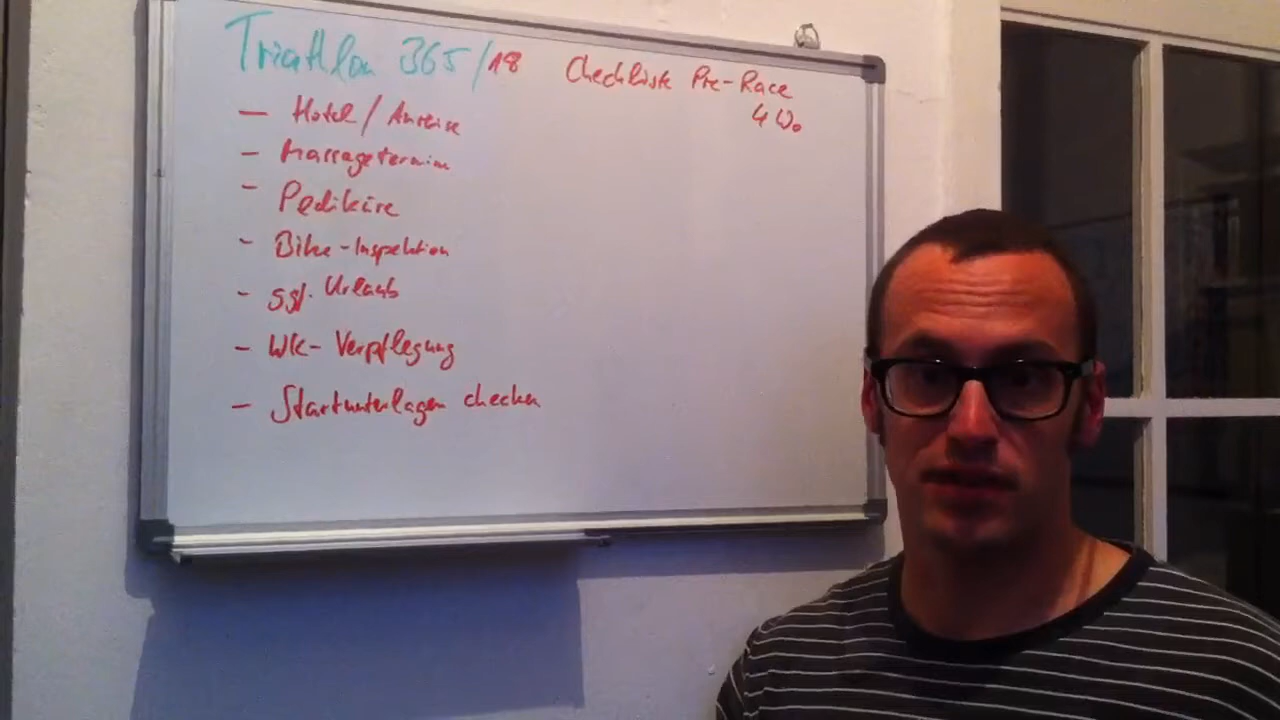 Triathlon 365/18 Checkliste Pre-Race
4 Wo
- Hotel / Anreise
- Massagetermin
- Pediküre
- Bike-Inspektion
- ggf. Urlaub
- WK-Verpflegung
- Startunterlagen checken